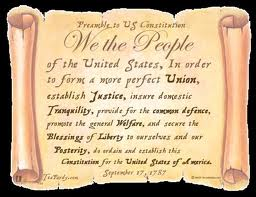 Preamble to US Constitution
We the People
of the United States, In order
to form a more perfect Union,
establish Justice, insure domestic
Tranquility, provide for the common defence,
promote the general Welfare, and secure the
Blessings of Liberty to ourselves and our
Posterity, do ordain and establish this
Constitution for the United States of America.
September 17, 1787